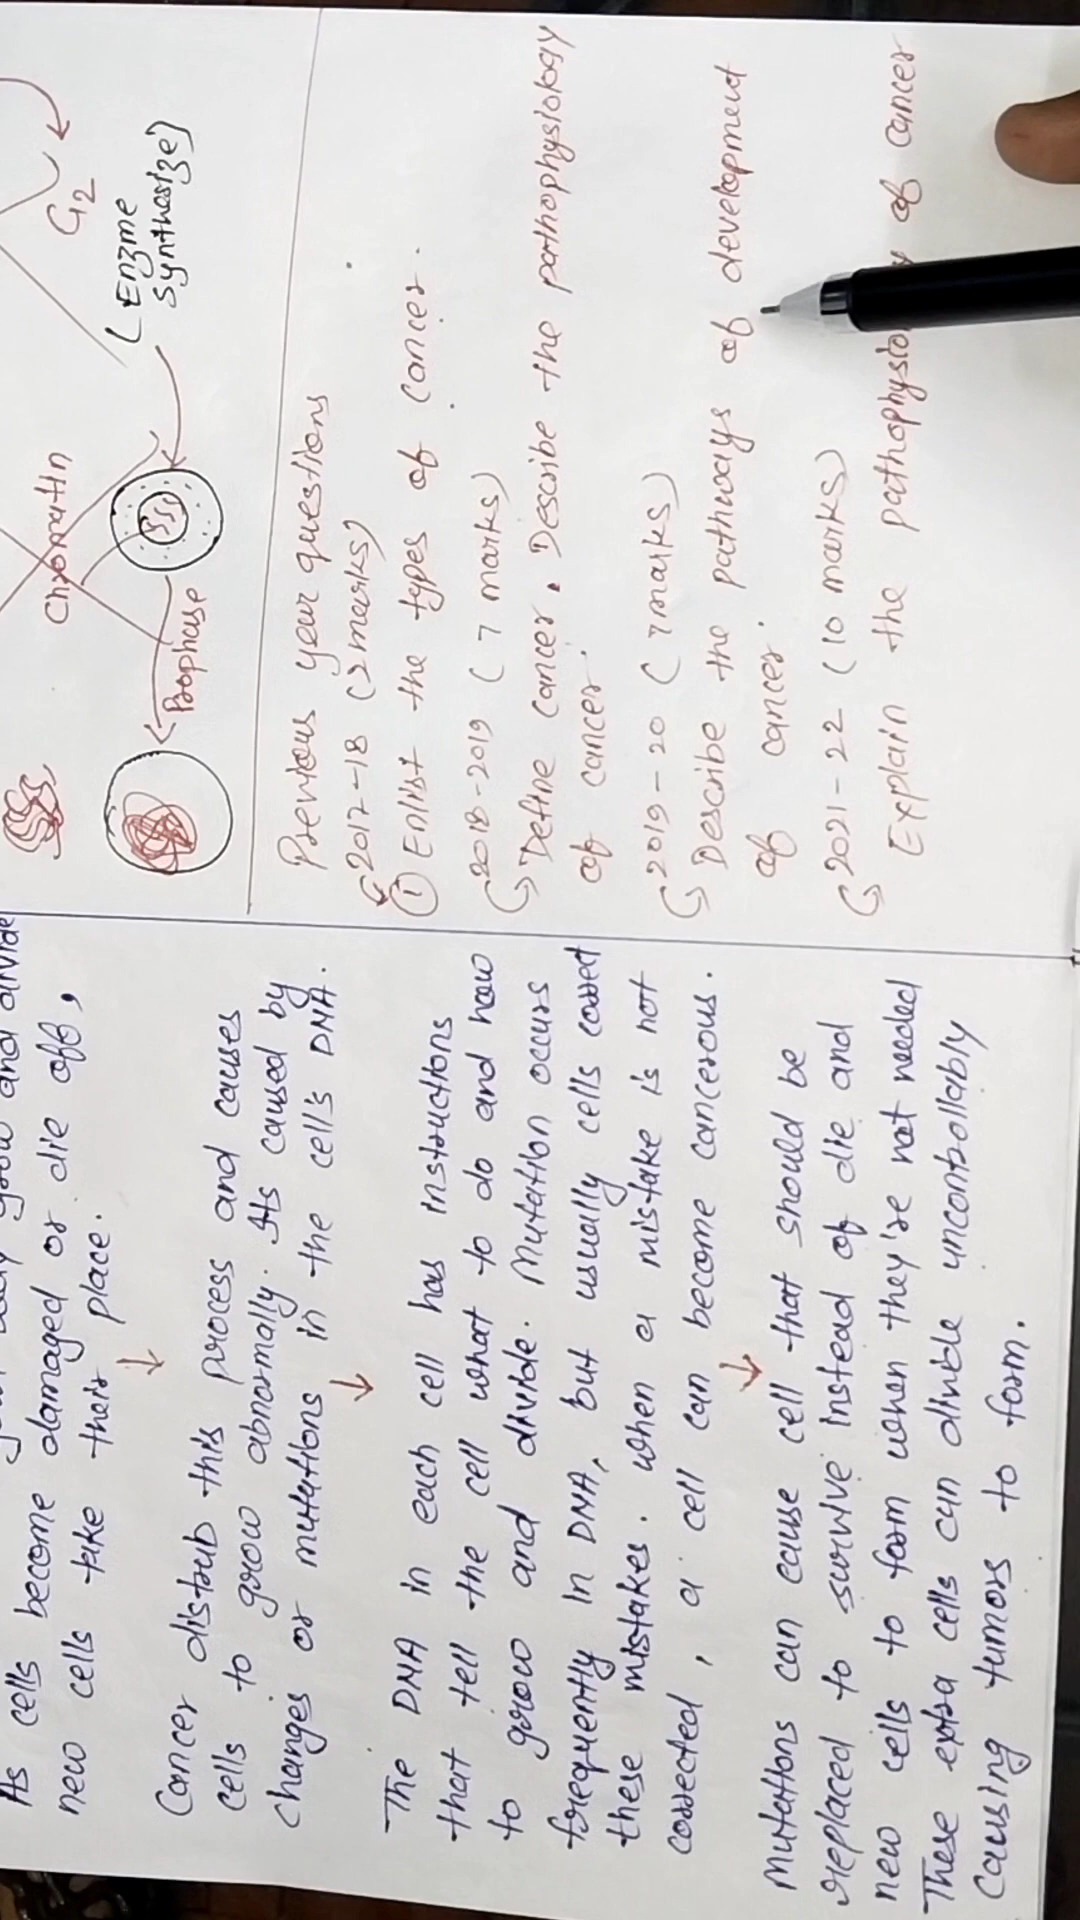 As cells become damaged or die off,
new cells take their place.
↓
Cancer distrub this process and causes
cells to grow abnormally. Its caused by
changes or mutations in the cell's DNA.
↓
The DNA in each cell has instructions
that tell the cell what to do and how
to grow and divide. Mutation occurs
frequently in DNA, but usually cells correct
these mistakes. when a mistake is not
corrected, a cell can become cancerous.
↓
Mutations can cause cell that should be
replaced to survive instead of die and
new cells to form when they're not needed
These extra cells can divide uncontrollably
causing tumors to form.
G2
(Enzme
synthesize)
Chromatin
Prophase
Previous year questions
2017-18 (2 marks)
① Enlist the types of cancer.
2018-2019 (7 marks)
Define cancer. Describe the pathophysiology
of cancer.
2019-20 (7 marks)
Describe the pathways of development
of cancer.
2021-22 (10 marks)
Explain the of cancer